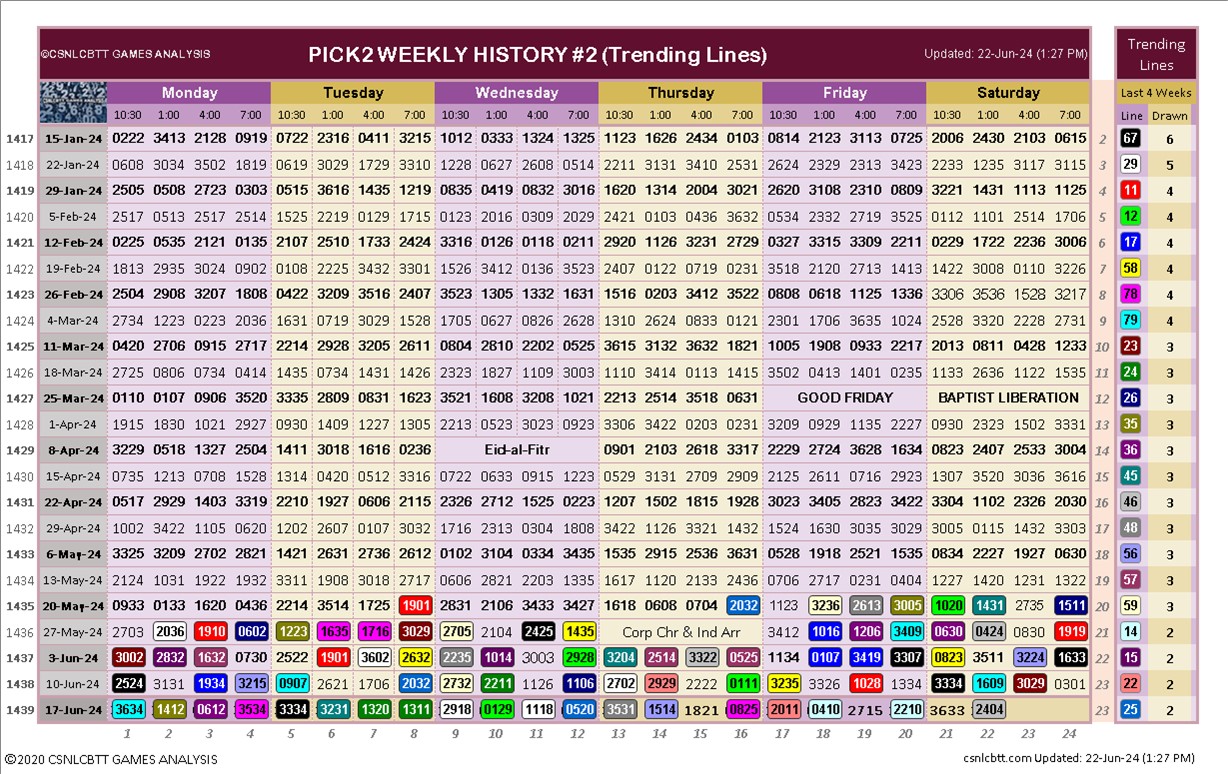 ©CSNLCBTT GAMES ANALYSIS PICK2 WEEKLY HISTORY #2 (Trending Lines) Updated: 22-Jun-24 (1:27 PM) Trending Lines
Monday Tuesday Wednesday Thursday Friday Saturday Last 4 Weeks
10:30 1:00 4:00 7:00 10:30 1:00 4:00 7:00 10:30 1:00 4:00 7:00 10:30 1:00 4:00 7:00 10:30 1:00 4:00 7:00 10:30 1:00 4:00 7:00 Line Drawn
1417 15-Jan-24 0222 3413 2128 0919 0722 2316 0411 3215 1012 0333 1324 1325 1123 1626 2434 0103 0814 2123 3113 0725 2006 2430 2103 0615 2 67 6
1418 22-Jan-24 0608 3034 3502 1819 0619 3029 1729 3310 1228 0627 2608 0514 2211 3131 3410 2531 2624 2329 2213 3423 2233 1235 3117 3115 3 29 5
1419 29-Jan-24 2505 0508 2723 0303 0515 3616 1435 1219 0835 0419 0832 3016 1620 1314 2004 3021 2620 3108 2310 0809 3221 1431 1113 1125 4 11 4
1420 5-Feb-24 2517 0513 2517 2514 1525 2219 0129 1715 0123 2016 0309 2029 2421 0103 0436 3632 0534 2332 2719 3525 0112 1101 2514 1706 5 12 4
1421 12-Feb-24 0225 0535 2121 0135 2107 2510 1733 2424 3316 0126 0118 0211 2920 1126 3231 2729 0327 3315 3309 2211 0229 1722 2236 3006 6 17 4
1422 19-Feb-24 1813 2935 3024 0902 0108 2225 3432 3301 1526 3412 0136 3523 2407 0122 0719 0231 3518 2120 2713 1413 1422 3008 0110 3226 7 58 4
1423 26-Feb-24 2504 2908 3207 1808 0422 3209 3516 2407 3523 1305 1332 1631 1516 0203 3412 3522 0808 0618 1125 1336 3306 3536 1528 3217 8 78 4
1424 4-Mar-24 2734 1223 0223 2036 1631 0719 3029 1523 1705 0627 0826 2628 1310 2624 0833 0121 2301 1706 3635 1024 2528 3320 2228 2731 9 79 4
1425 11-Mar-24 0420 2706 0915 2717 2214 2928 3205 2611 0804 2810 2202 0525 3615 3132 3632 1821 1005 1908 0933 2217 2013 0811 0428 1233 10 23 3
1426 18-Mar-24 2725 0806 0734 0414 1435 0734 1431 1426 2323 1827 1109 3003 1110 3414 0113 1415 3502 0413 1401 0235 1133 2636 1122 1535 11 24 3
1427 25-Mar-24 0110 0107 0906 3520 3335 2809 0831 1623 3521 1608 3208 1021 2213 2514 3518 0631 GOOD FRIDAY BAPTIST LIBERATION 12 26 3
1428 1-Apr-24 1915 1830 1021 2927 0930 1409 1227 1305 2213 0523 3023 0923 3306 3422 0203 0231 3209 0929 1135 2227 0930 2323 1502 3331 13 35 3
1429 8-Apr-24 3229 0518 1327 2504 1411 3018 1616 0235 Eid-al-Fitr 0901 2103 2618 3317 2229 2724 3628 1634 0823 2407 2533 3004 14 36 3
1430 15-Apr-24 0735 1213 0708 1528 1314 0420 0512 3316 0722 0633 0915 1223 0529 3131 2709 2909 2125 2611 0716 2923 1307 3520 3036 3616 15 45 3
1431 22-Apr-24 0517 2929 1403 3319 2210 1927 0606 2115 2326 2712 1525 0223 1207 1502 1815 1928 3023 3405 2823 3422 3304 1102 2326 2030 16 46 3
1432 29-Apr-24 1002 3422 1105 0620 1202 2607 0107 3032 1716 2313 0304 1808 3422 1126 3321 1432 1524 1630 3035 3029 3005 0115 1432 3303 17 48 3
1433 6-May-24 3325 3209 2702 2821 1421 2631 2736 2612 0102 3104 0334 3435 1535 2915 2536 3631 0528 1918 2521 1535 0834 2227 1927 0630 18 56 3
1434 13-May-24 2124 1031 1922 1932 3311 1908 3018 2717 0606 2821 2203 1335 1617 1120 2133 2436 0706 2717 0231 0404 1227 1420 1231 1322 19 57 3
1435 20-May-24 0933 0133 1620 0436 2214 3514 1725 1901 2831 2106 3433 3427 1618 0608 0704 2032 1123 3236 2613 3005 1020 1431 2735 1511 20 59 3
1436 27-May-24 2703 2036 1910 0602 1223 1635 1716 3029 2705 2104 2425 1435 Corp Chr & Ind Arr 3412 1016 1206 3409 0630 0424 0830 1919 21 14 2
1437 3-Jun-24 3002 2832 1632 0730 2522 1901 3602 2632 2235 1014 3003 2928 3204 2514 3322 0525 1134 0107 3419 3307 0823 3511 3224 1633 22 15 2
1438 10-Jun-24 2524 3131 1934 3215 0907 2621 1706 2032 2732 2211 1126 1106 2702 2929 2222 0111 3235 3326 1028 1334 3334 1609 3029 0301 23 22 2
1439 17-Jun-24 3634 1412 0612 3534 3334 3231 1320 1311 2918 0129 1118 0520 3531 1514 1821 0825 2011 0410 2715 2210 3633 2404 23 25 2
1 2 3 4 5 6 7 8 9 10 11 12 13 14 15 16 17 18 19 20 21 22 23 24
©2020 CSNLCBTT GAMES ANALYSIS csnlcbtt.com Updated: 22-Jun-24 (1:27 PM)